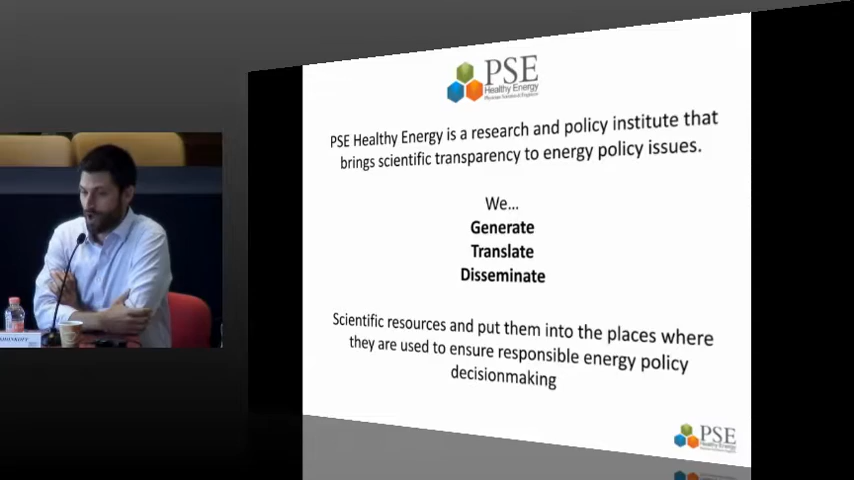 PSE
Healthy Energy
PSE Healthy Energy is a research and policy institute that
brings scientific transparency to energy policy issues.
We...
Generate
Translate
Disseminate
Scientific resources and put them into the places where
they are used to ensure responsible energy policy
decisionmaking
PSE
Healthy Energy